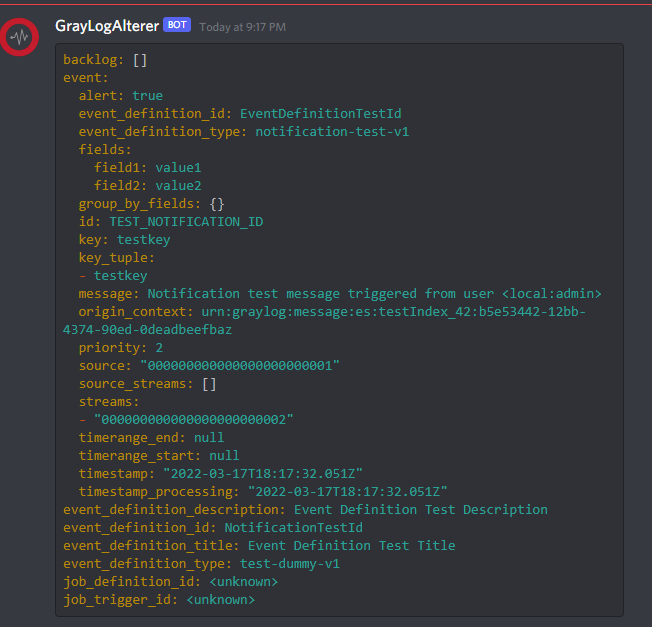 GrayLogAlterer BOT Today at 9:17 PM
backlog: []
event:
  alert: true
  event_definition_id: EventDefinitionTestId
  event_definition_type: notification-test-v1
  fields:
    field1: value1
    field2: value2
  group_by_fields: {}
  id: TEST_NOTIFICATION_ID
  key: testkey
  key_tuple:
  - testkey
  message: Notification test message triggered from user <local:admin>
  origin_context: urn:graylog:message:es:testIndex_42:b5e53442-12bb-
4374-90ed-0deadbeefbaz
  priority: 2
  source: "000000000000000000000001"
  source_streams: []
  streams:
  - "000000000000000000000002"
  timerange_end: null
  timerange_start: null
  timestamp: "2022-03-17T18:17:32.051Z"
  timestamp_processing: "2022-03-17T18:17:32.051Z"
event_definition_description: Event Definition Test Description
event_definition_id: NotificationTestId
event_definition_title: Event Definition Test Title
event_definition_type: test-dummy-v1
job_definition_id: <unknown>
job_trigger_id: <unknown>